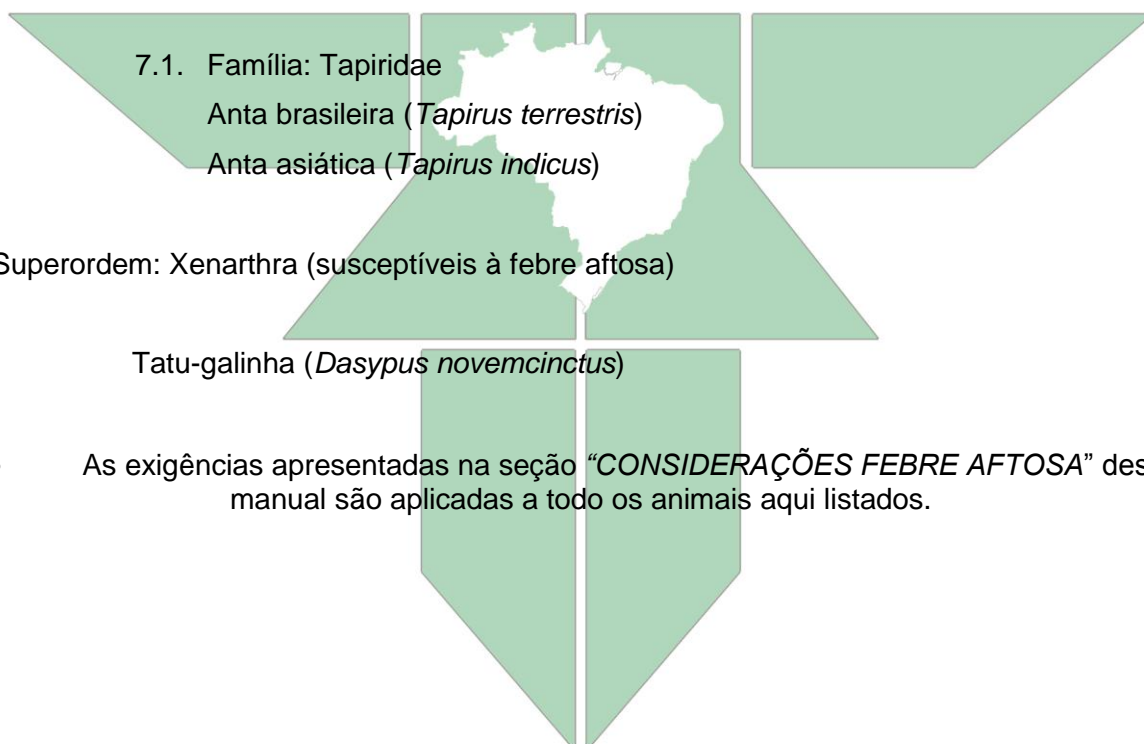 7.1. Família: Tapiridae
Anta brasileira (Tapirus terrestris)
Anta asiática (Tapirus indicus)
Superordem: Xenarthra (susceptíveis à febre aftosa)
Tatu-galinha (Dasypus novemcinctus)
As exigências apresentadas na seção “CONSIDERAÇÕES FEBRE AFTOSA” des
manual são aplicadas a todo os animais aqui listados.